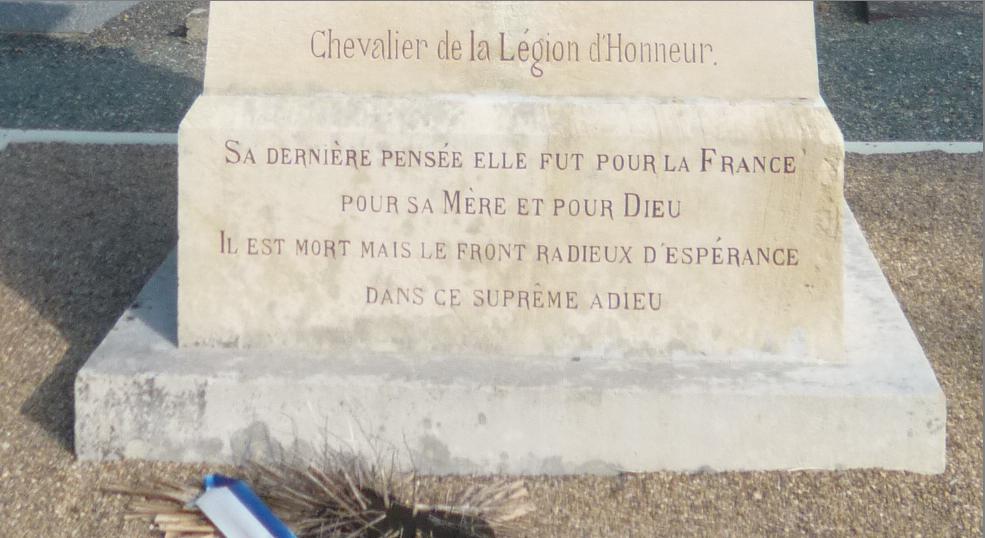 Chevalier de la Légion d'Honneur.
SA DERNIÈRE PENSÉE ELLE FUT POUR LA FRANCE
POUR SA MÈRE ET POUR DIEU
IL EST MORT MAIS LE FRONT RADIEUX D'ESPÉRANCE
DANS CE SUPRÊME ADIEU